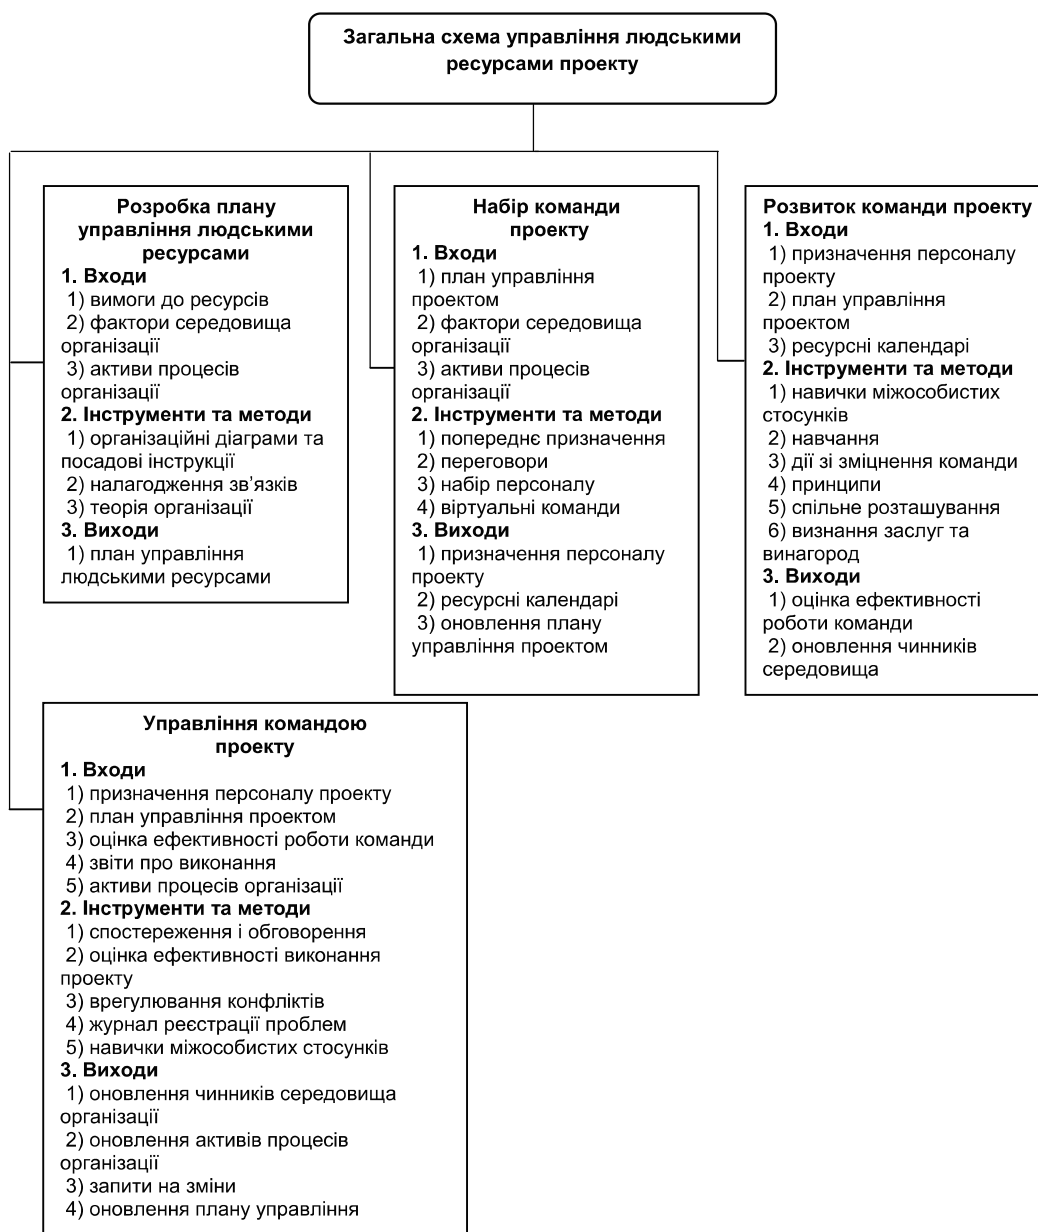 Загальна схема управління людськими
ресурсами проекту
Розробка плану
управління людськими
ресурсами
1. Входи
1) вимоги до ресурсів
2) фактори середовища
організації
3) активи процесів
організації
2. Інструменти та методи
1) організаційні діаграми та
посадові інструкції
2) налагодження зв’язків
3) теорія організації
3. Виходи
1) план управління
людськими ресурсами
Набір команди
проекту
1. Входи
1) план управління
проектом
2) фактори середовища
організації
3) активи процесів
організації
2. Інструменти та методи
1) попереднє призначення
2) переговори
3) набір персоналу
4) віртуальні команди
3. Виходи
1) призначення персоналу
проекту
2) ресурсні календарі
3) оновлення плану
управління проектом
Розвиток команди проекту
1. Входи
1) призначення персоналу
проекту
2) план управління
проектом
3) ресурсні календарі
2. Інструменти та методи
1) навички міжособистих
стосунків
2) навчання
3) дії зі зміцнення команди
4) принципи
5) спільне розташування
6) визнання заслуг та
винагород
3. Виходи
1) оцінка ефективності
роботи команди
2) оновлення чинників
середовища
Управління командою
проекту
1. Входи
1) призначення персоналу проекту
2) план управління проектом
3) оцінка ефективності роботи команди
4) звіти про виконання
5) активи процесів організації
2. Інструменти та методи
1) спостереження і обговорення
2) оцінка ефективності виконання
проекту
3) врегулювання конфліктів
4) журнал реєстрації проблем
5) навички міжособистих стосунків
3. Виходи
1) оновлення чинників середовища
організації
2) оновлення активів процесів
організації
3) запити на зміни
4) оновлення плану управління